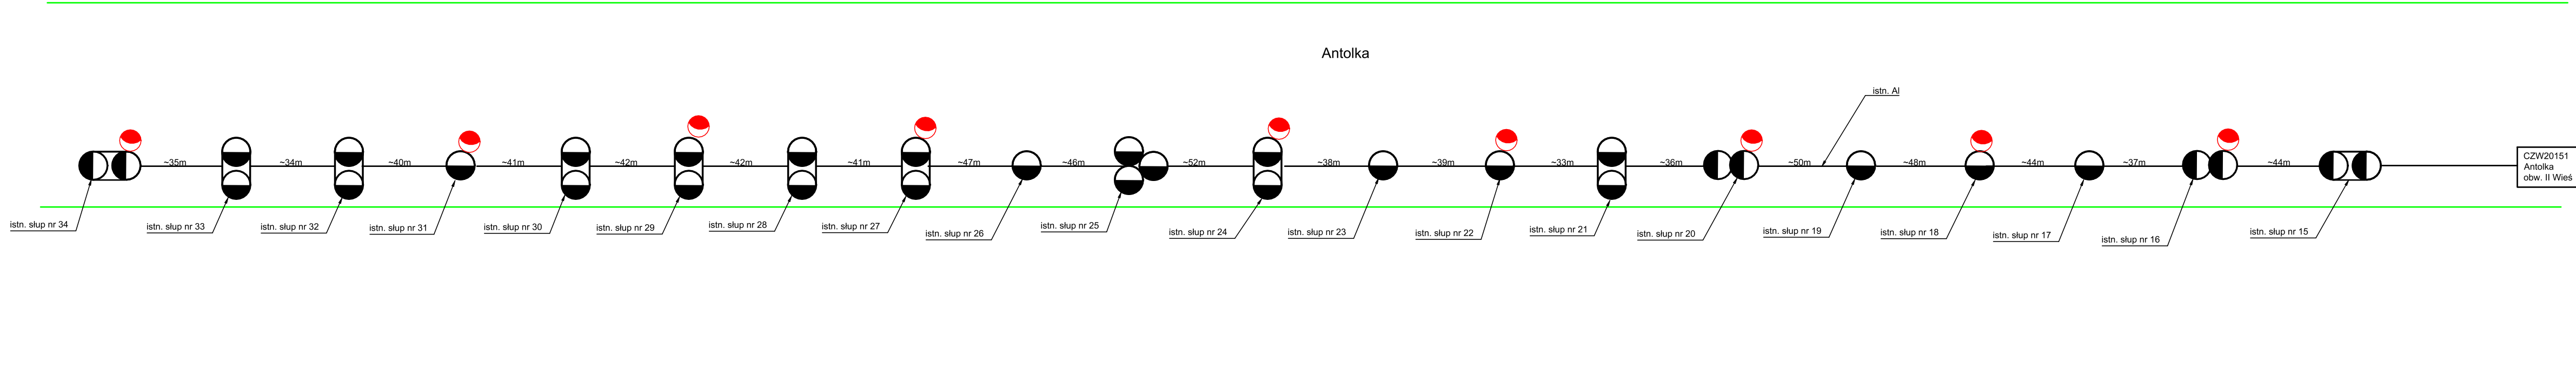 Antolka
istn. Al
~35m
~34m
~40m
~41m
~42m
~42m
~41m
~47m
~46m
~52m
~38m
~39m
~33m
~36m
~50m
~48m
~44m
~37m
~44m
CZW20151
Antolka
obw. II Wieś
istn. słup nr 34
istn. słup nr 33
istn. słup nr 32
istn. słup nr 31
istn. słup nr 30
istn. słup nr 29
istn. słup nr 28
istn. słup nr 27
istn. słup nr 26
istn. słup nr 25
istn. słup nr 24
istn. słup nr 23
istn. słup nr 22
istn. słup nr 21
istn. słup nr 20
istn. słup nr 19
istn. słup nr 18
istn. słup nr 17
istn. słup nr 16
istn. słup nr 15